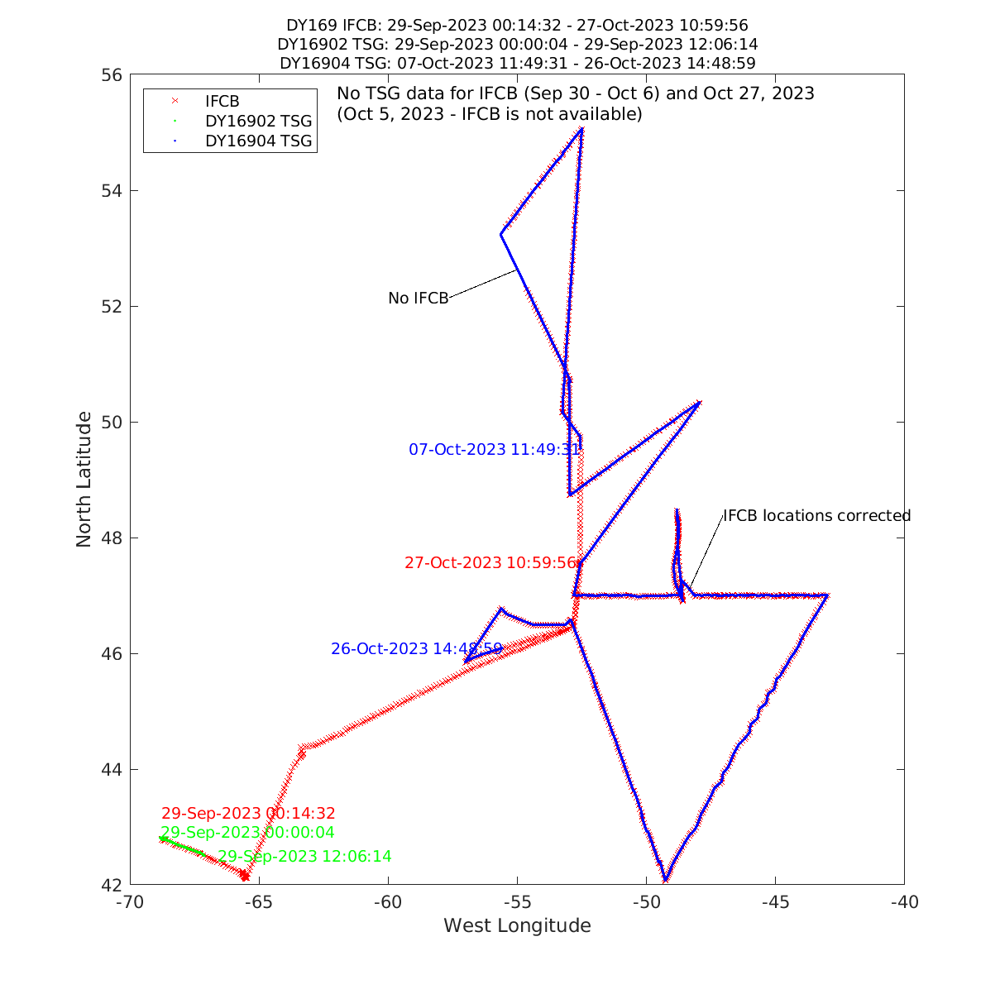 DY169 IFCB: 29-Sep-2023 00:14:32 - 27-Oct-2023 10:59:56
DY16902 TSG: 29-Sep-2023 00:00:04 - 29-Sep-2023 12:06:14
DY16904 TSG: 07-Oct-2023 11:49:31 - 26-Oct-2023 14:48:59
No TSG data for IFCB (Sep 30 - Oct 6) and Oct 27, 2023
(Oct 5, 2023 - IFCB is not available)
IFCB
DY16902 TSG
DY16904 TSG
56
54
52
50
48
46
44
42
North Latitude
No IFCB
07-Oct-2023 11:49:31
IFCB locations corrected
27-Oct-2023 10:59:56
26-Oct-2023 14:48:59
29-Sep-2023 00:14:32
29-Sep-2023 00:00:04
29-Sep-2023 12:06:14
-70
-65
-60
-55
-50
-45
-40
West Longitude